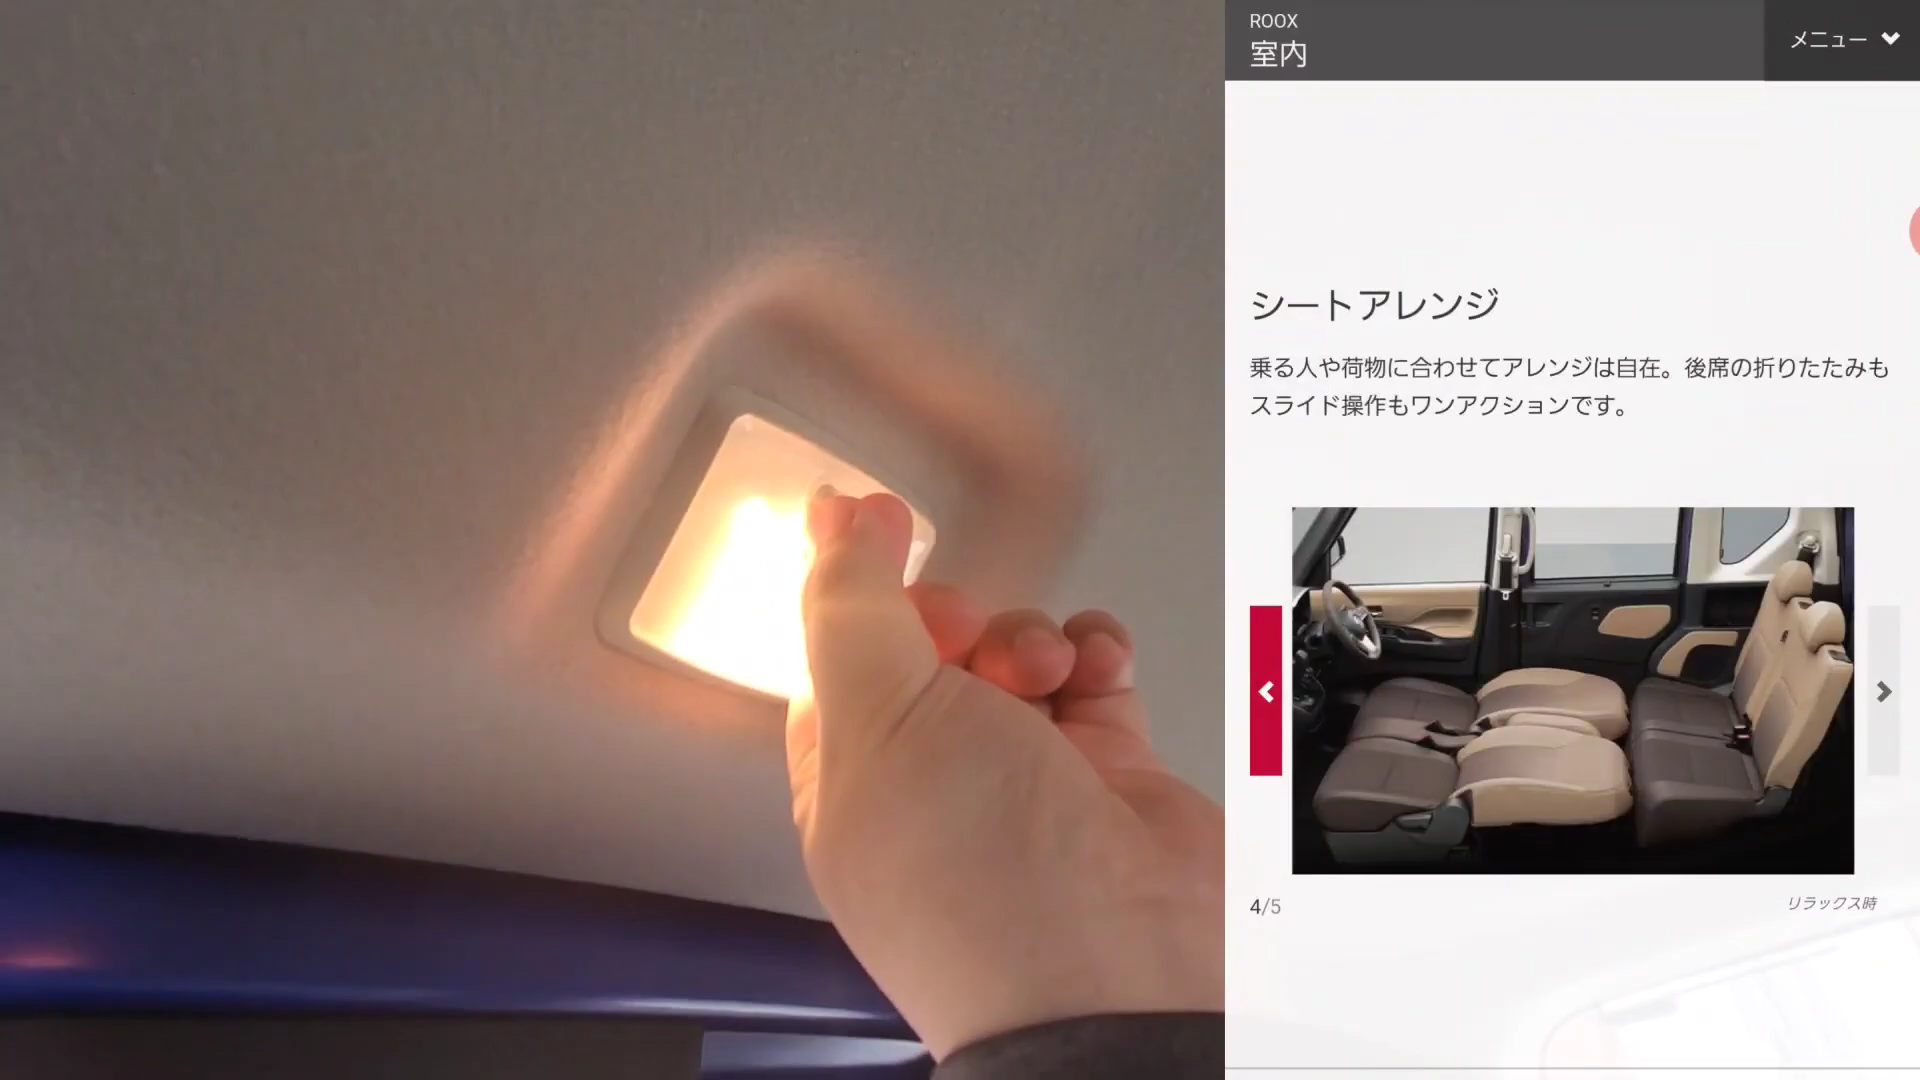 ROOX
室内
メニュー
シートアレンジ
乗る人や荷物に合わせてアレンジは自在。後席の折りたたみも
スライド操作もワンアクションです。
4/5
リラックス時